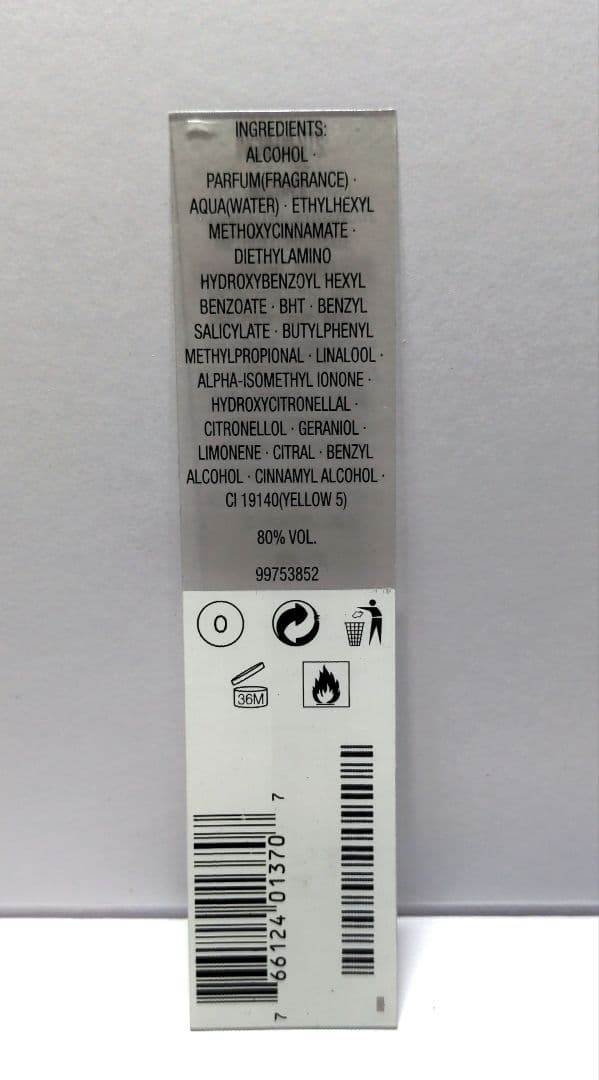 INGREDIENTS:
ALCOHOL ·
PARFUM(FRAGRANCE) ·
AQUA(WATER) · ETHYLHEXYL
METHOXYCINNAMATE ·
DIETHYLAMINO
HYDROXYBENZOYL HEXYL
BENZOATE · BHT · BENZYL
SALICYLATE · BUTYLPHENYL
METHYLPROPIONAL · LINALOOL ·
ALPHA-ISOMETHYL IONONE ·
HYDROXYCITRONELLAL ·
CITRONELLOL · GERANIOL ·
LIMONENE · CITRAL · BENZYL
ALCOHOL · CINNAMYL ALCOHOL ·
CI 19140(YELLOW 5)
80% VOL.
99753852
0
36M
7 66124 01370 7